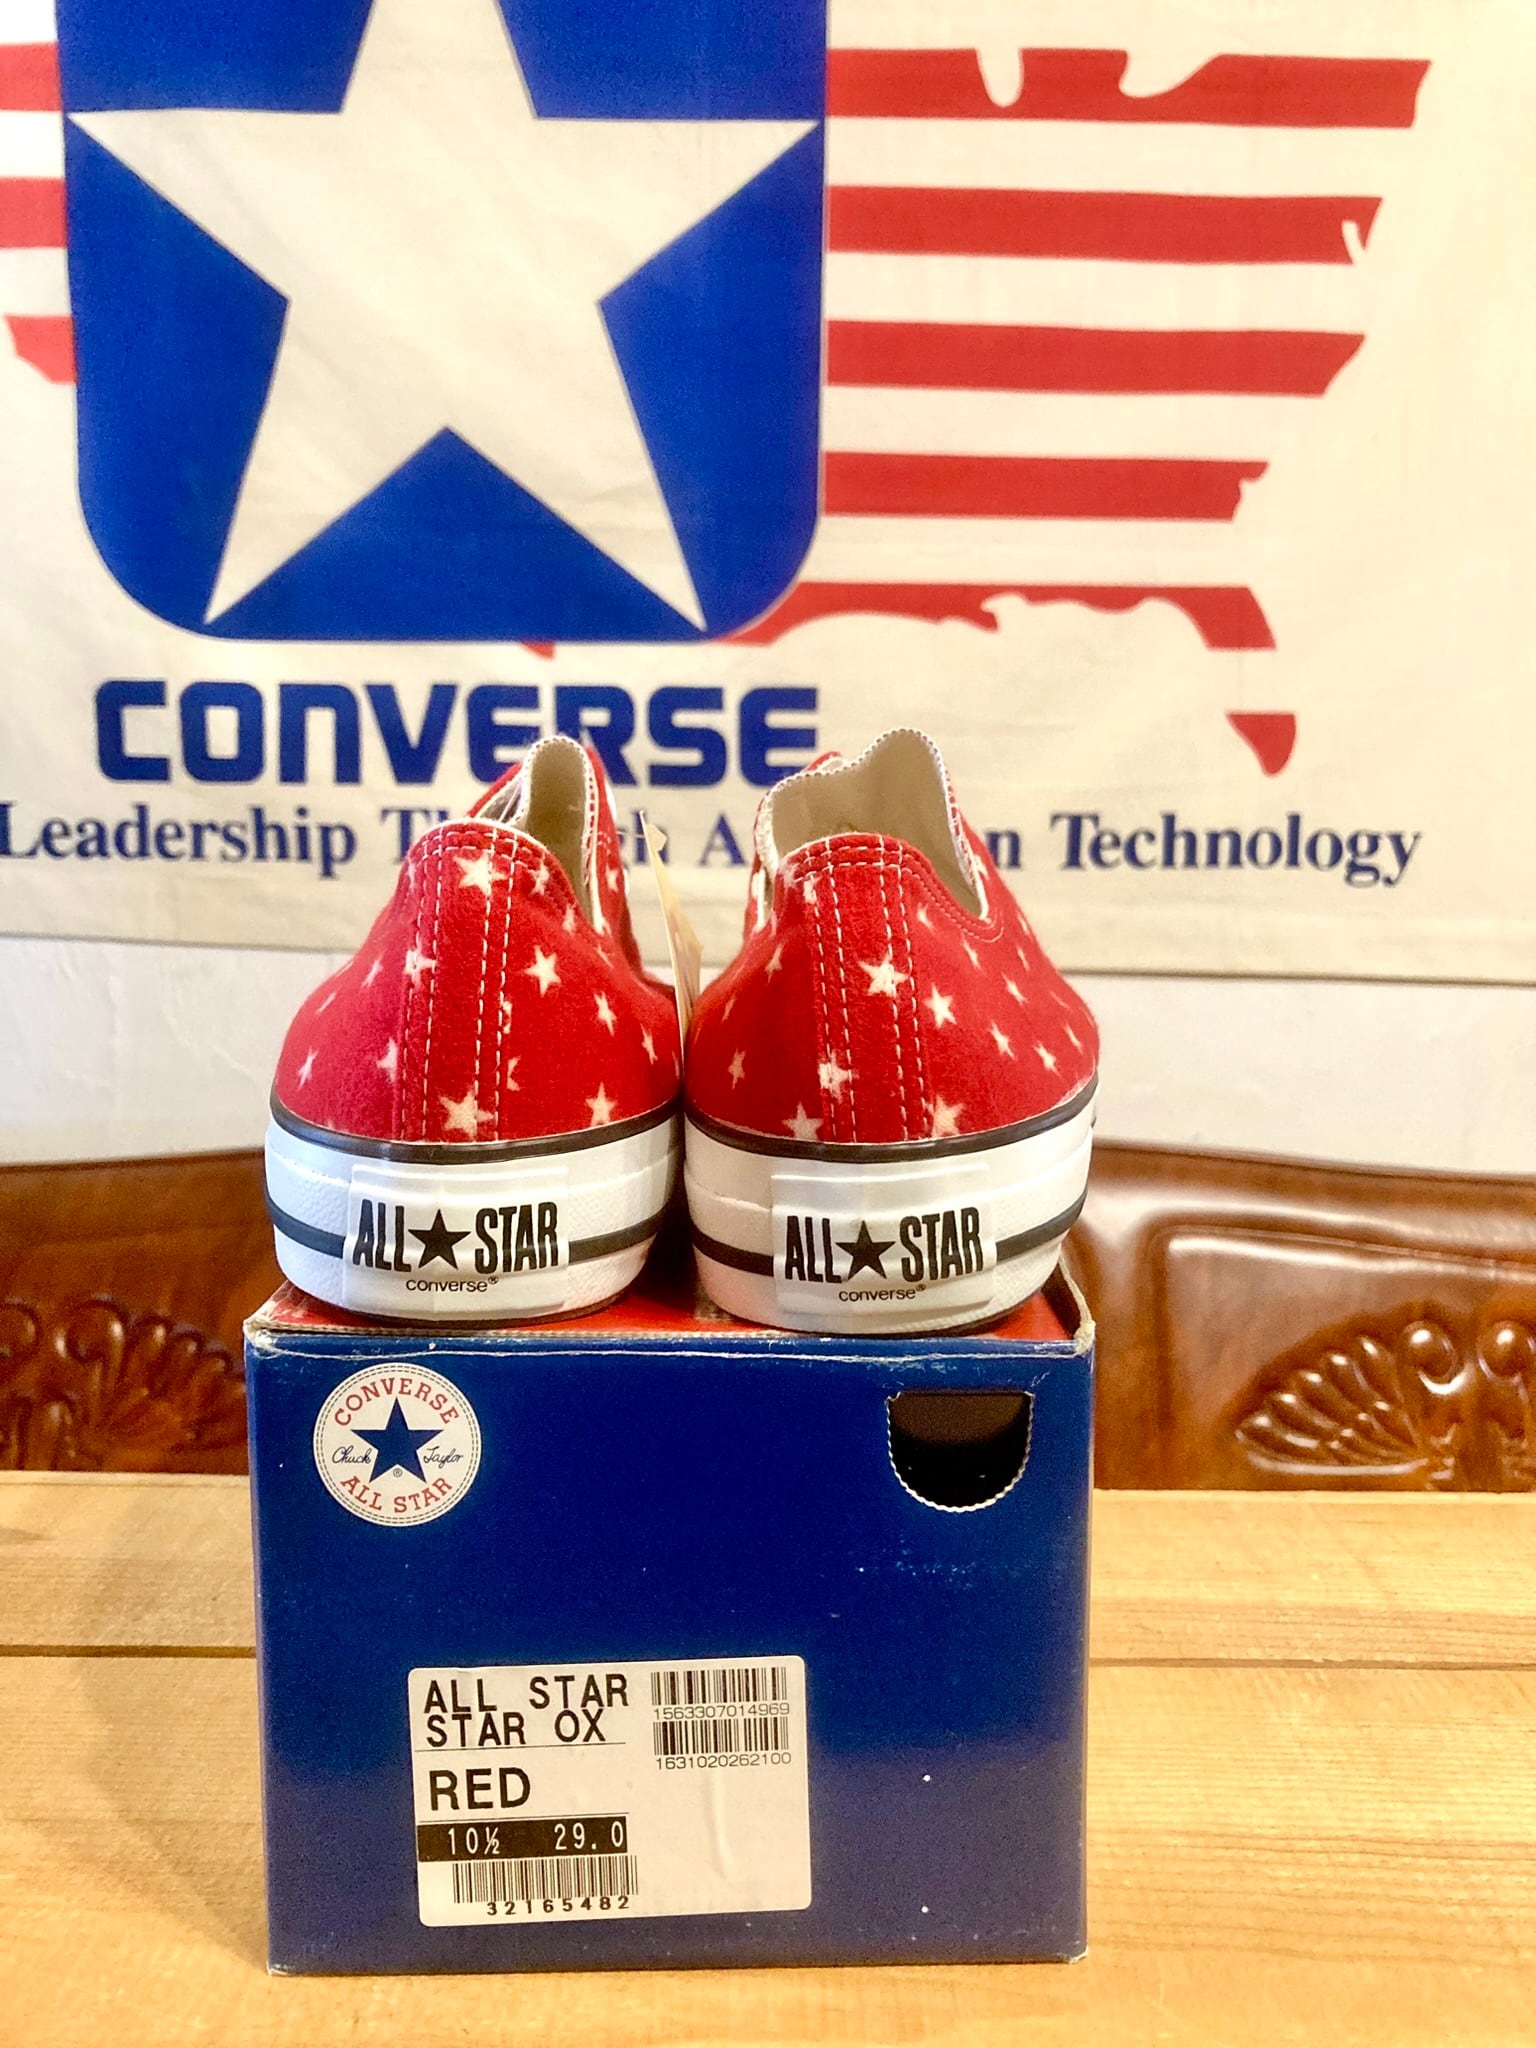 CONVERSE
Leadership A n Technology
ALL★STAR
converse®
ALL★STAR
converse®
CONVERSE
Chuck Taylor
®
ALL STAR
ALL STAR
STAR OX
RED
10½ 29.0
32165482
1563307014969
1631020262100